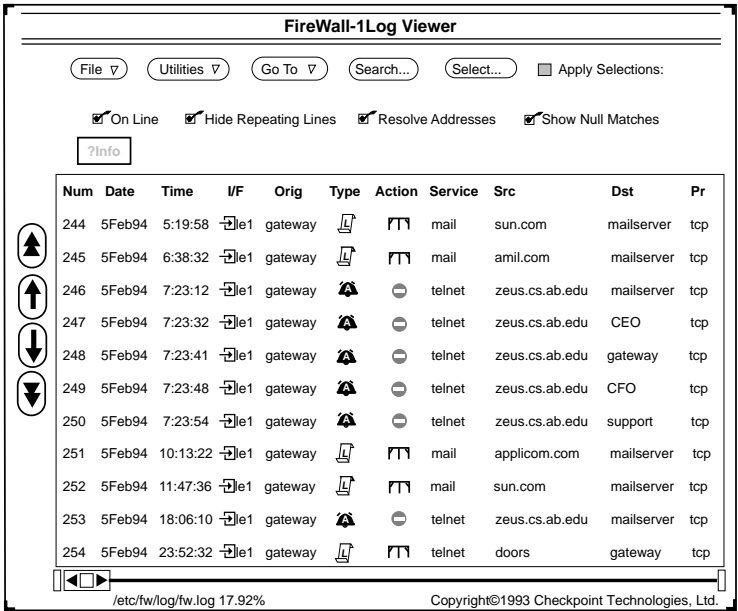 FireWall-1Log Viewer
File Utilities Go To Search... Select... Apply Selections:
On Line Hide Repeating Lines Resolve Addresses Show Null Matches
?Info
Num Date Time I/F Orig Type Action Service Src Dst Pr
244 5Feb94 5:19:58 le1 gateway L mail sun.com mailserver tcp
245 5Feb94 6:38:32 le1 gateway L mail amil.com mailserver tcp
246 5Feb94 7:23:12 le1 gateway A telnet zeus.cs.ab.edu mailserver tcp
247 5Feb94 7:23:32 le1 gateway A telnet zeus.cs.ab.edu CEO tcp
248 5Feb94 7:23:41 le1 gateway A telnet zeus.cs.ab.edu gateway tcp
249 5Feb94 7:23:48 le1 gateway A telnet zeus.cs.ab.edu CFO tcp
250 5Feb94 7:23:54 le1 gateway A telnet zeus.cs.ab.edu support tcp
251 5Feb94 10:13:22 le1 gateway L mail applicom.com mailserver tcp
252 5Feb94 11:47:36 le1 gateway L mail sun.com mailserver tcp
253 5Feb94 18:06:10 le1 gateway A telnet zeus.cs.ab.edu mailserver tcp
254 5Feb94 23:52:32 le1 gateway L telnet doors gateway tcp
/etc/fw/log/fw.log 17.92% Copyright©1993 Checkpoint Technologies, Ltd.